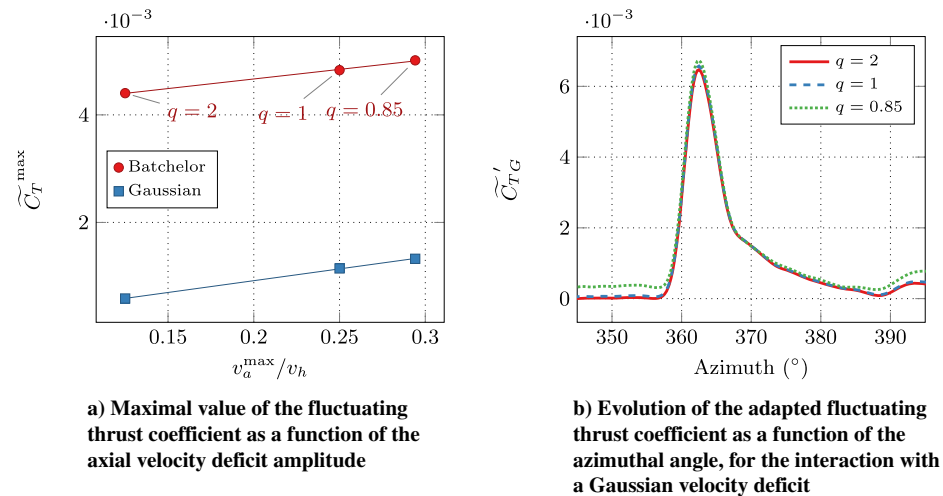 ·10⁻³
4
2
C̃_T^max
q = 2
q = 1
q = 0.85
Batchelor
Gaussian
0.15
0.2
0.25
0.3
v_a^max/v_h
a) Maximal value of the fluctuating
thrust coefficient as a function of the
axial velocity deficit amplitude
·10⁻³
6
4
2
0
C̃_TG′
q = 2
q = 1
q = 0.85
350
360
370
380
390
Azimuth (°)
b) Evolution of the adapted fluctuating
thrust coefficient as a function of the
azimuthal angle, for the interaction with
a Gaussian velocity deficit